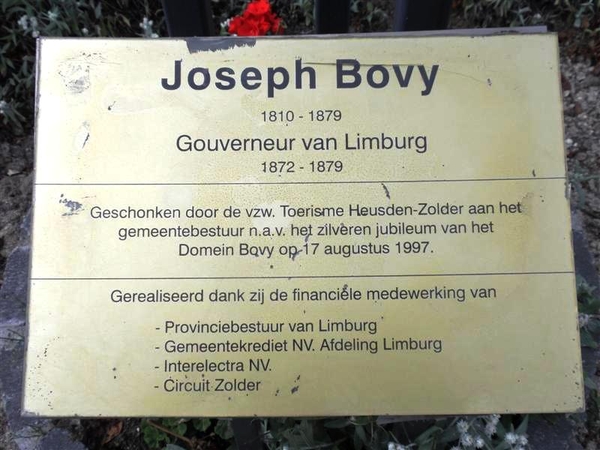 Joseph Bovy
1810 - 1879
Gouverneur van Limburg
1872 - 1879
Geschonken door de vzw. Toerisme Heusden-Zolder aan het
gemeentebestuur n.a.v. het zilveren jubileum van het
Domein Bovy op 17 augustus 1997.
Gerealiseerd dank zij de financiële medewerking van
- Provinciebestuur van Limburg
- Gemeentekrediet NV. Afdeling Limburg
- Interelectra NV.
- Circuit Zolder